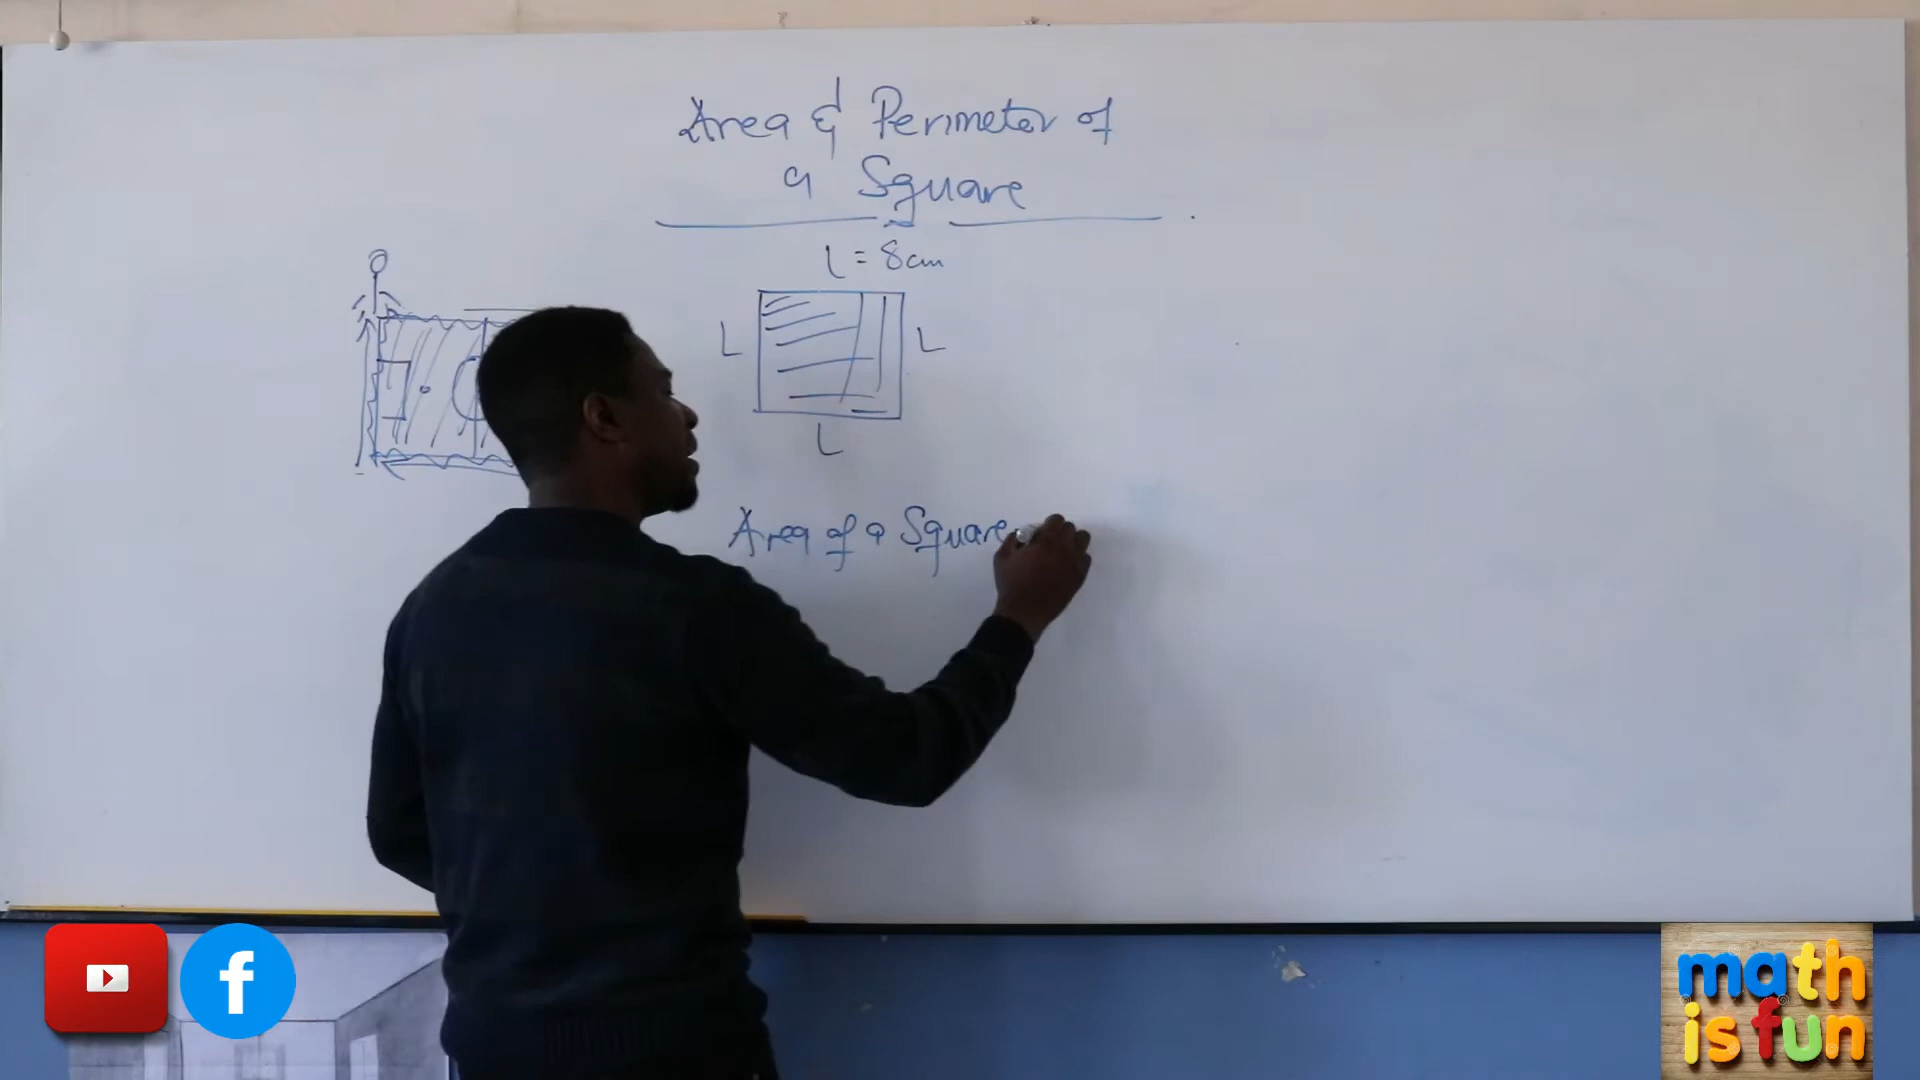 Area & Perimeter of
a Square
L = 8cm
L
L
L
Area of a Square
f
math
is fun